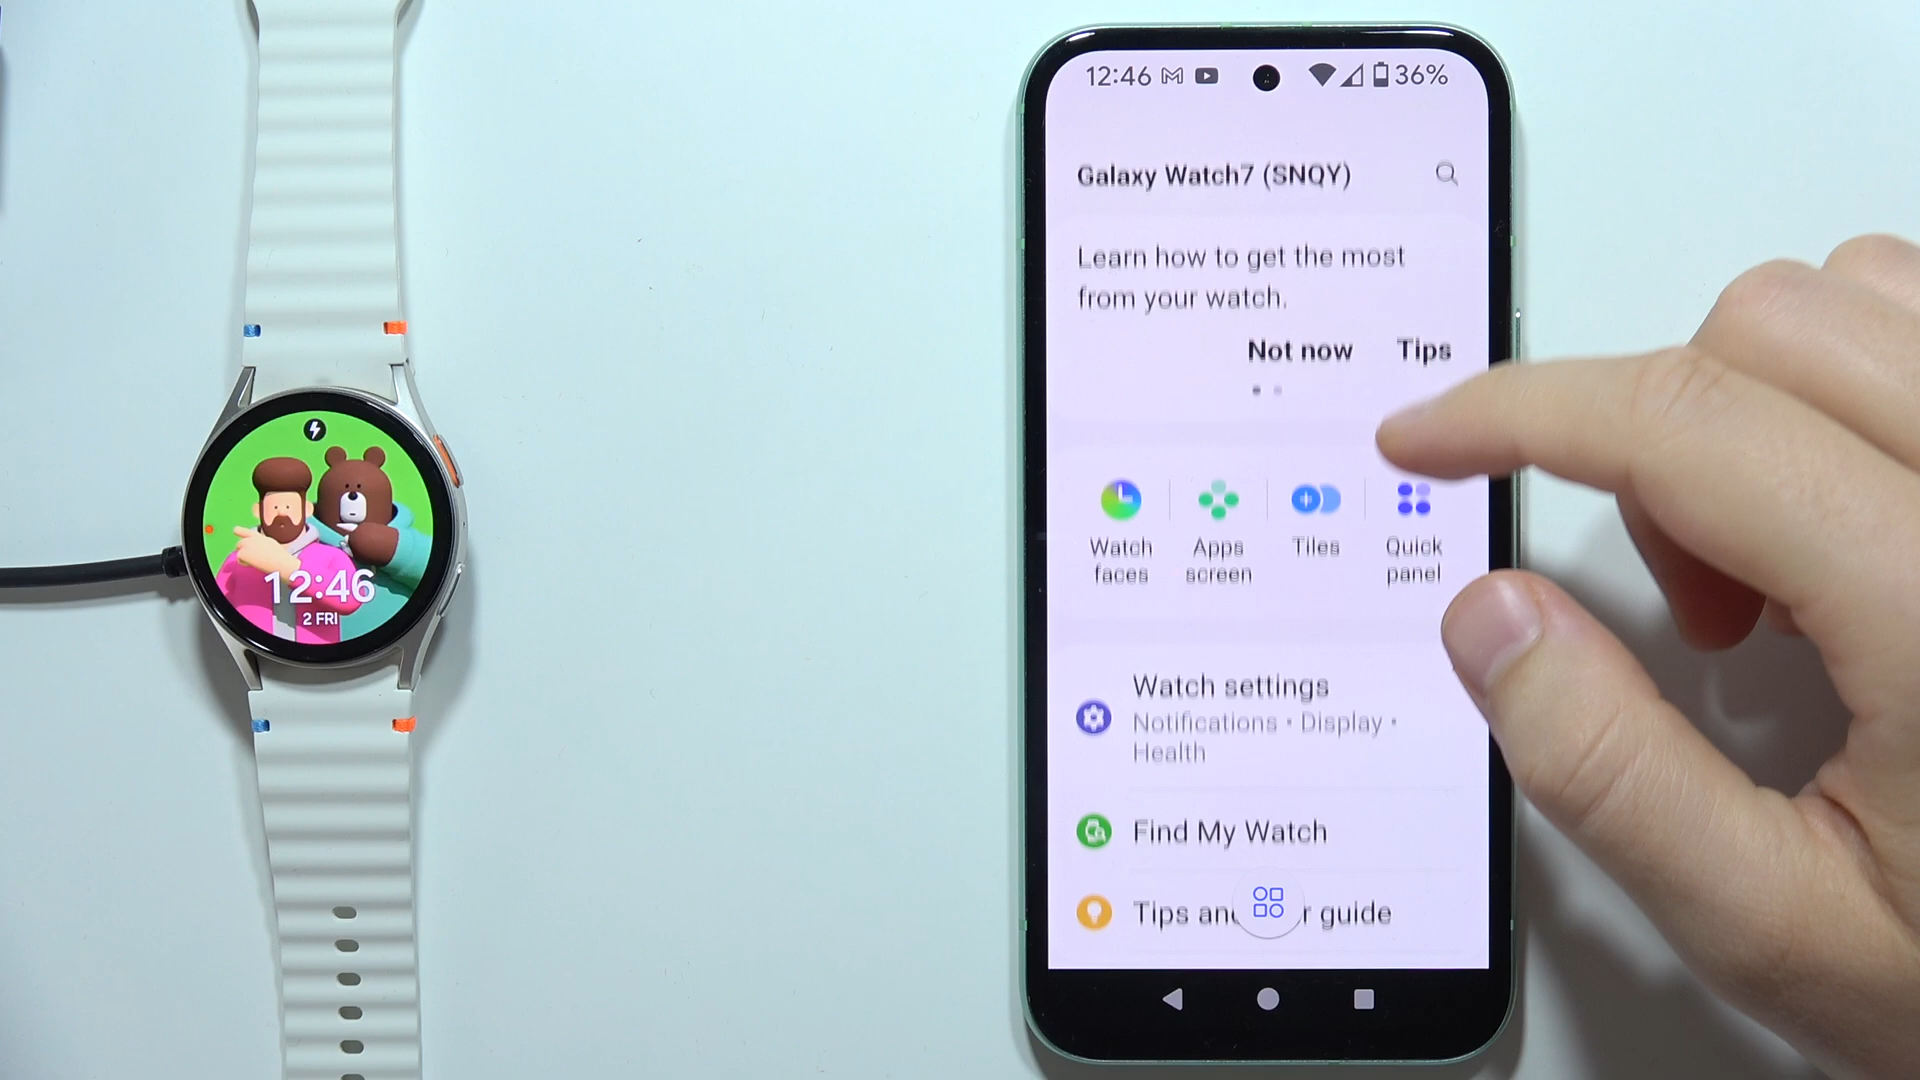 12:46
2 FRI
12:46 36%
Galaxy Watch7 (SNQY)
Learn how to get the most
from your watch.
Not now Tips
Watch faces
Apps screen
Tiles
Quick panel
Watch settings
Notifications • Display •
Health
Find My Watch
Tips and r guide